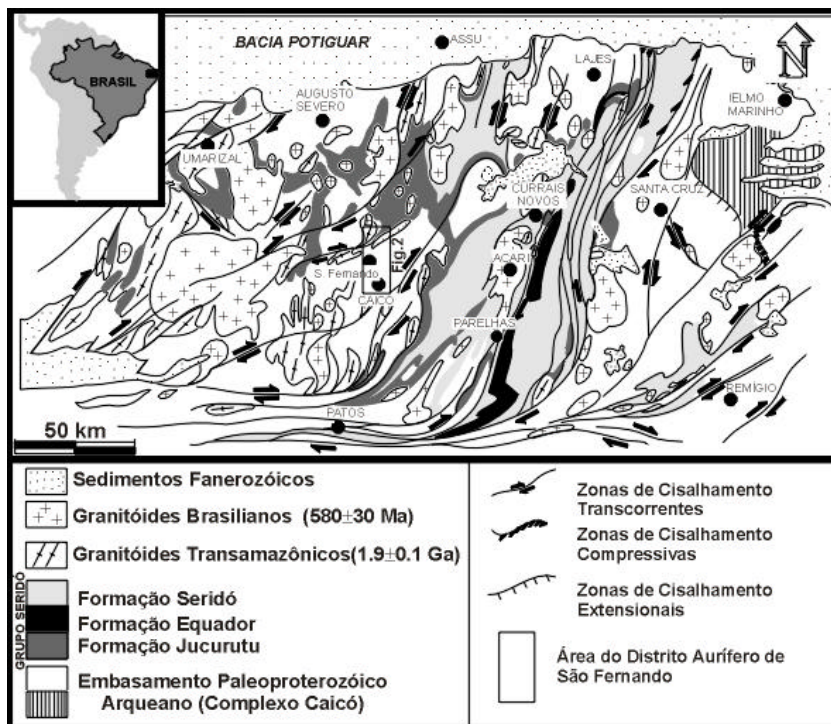 BRASIL
BACIA POTIGUAR
ASSU
LAJES
N
AUGUSTO
SEVERO
IELMO
MARINHO
UMARIZAL
CURRAIS
NOVOS
SANTA CRUZ
Fig.2
S. Fernando
CAICÓ
ACARI
PARELHAS
PATOS
REMÍGIO
50 km
Sedimentos Fanerozóicos
Granitóides Brasilianos (580±30 Ma)
Granitóides Transamazônicos(1.9±0.1 Ga)
GRUPO SERIDÓ
Formação Seridó
Formação Equador
Formação Jucurutu
Embasamento Paleoproterozóico
Arqueano (Complexo Caicó)
Zonas de Cisalhamento
Transcorrentes
Zonas de Cisalhamento
Compressivas
Zonas de Cisalhamento
Extensionais
Área do Distrito Aurífero de
São Fernando